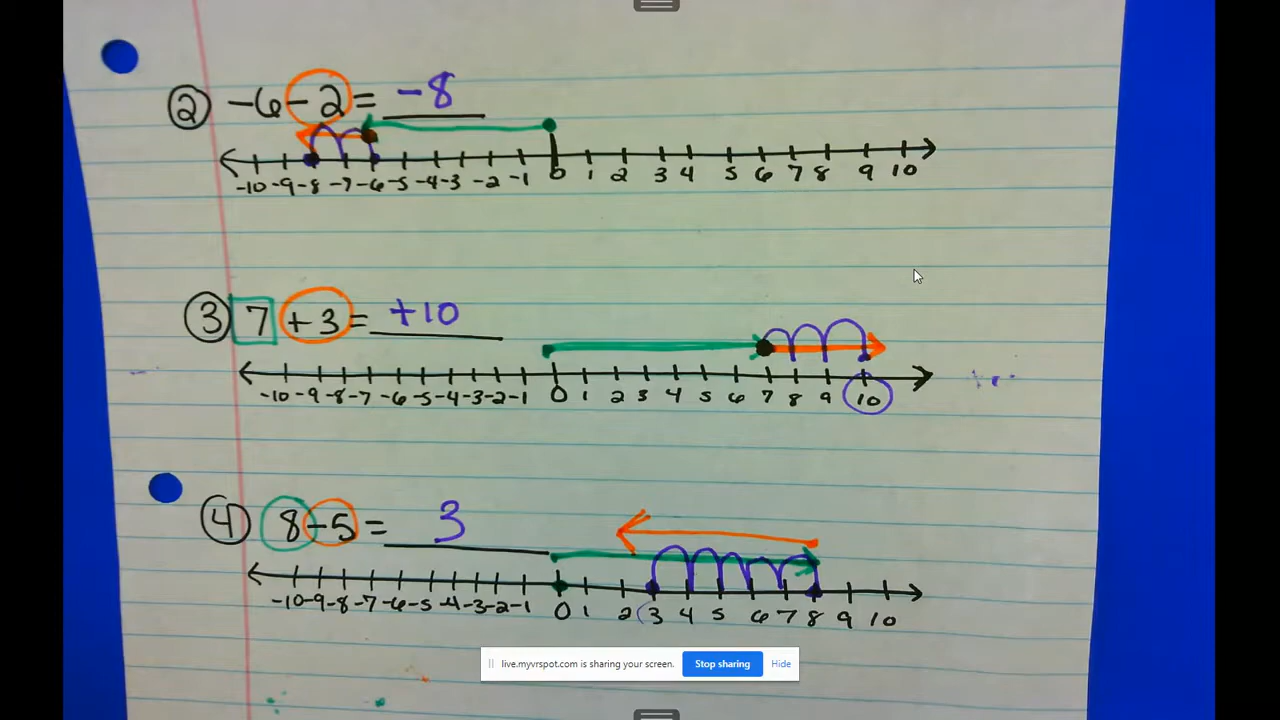 ② -6 -2 = -8
-10 -9 -8 -7 -6 -5 -4 -3 -2 -1 0 1 2 3 4 5 6 7 8 9 10
③ 7 +3 = +10
-10 -9 -8 -7 -6 -5 -4 -3 -2 -1 0 1 2 3 4 5 6 7 8 9 10
④ 8 -5 = 3
-10 -9 -8 -7 -6 -5 -4 -3 -2 -1 0 1 2 3 4 5 6 7 8 9 10
live.myvrspot.com is sharing your screen. Stop sharing Hide